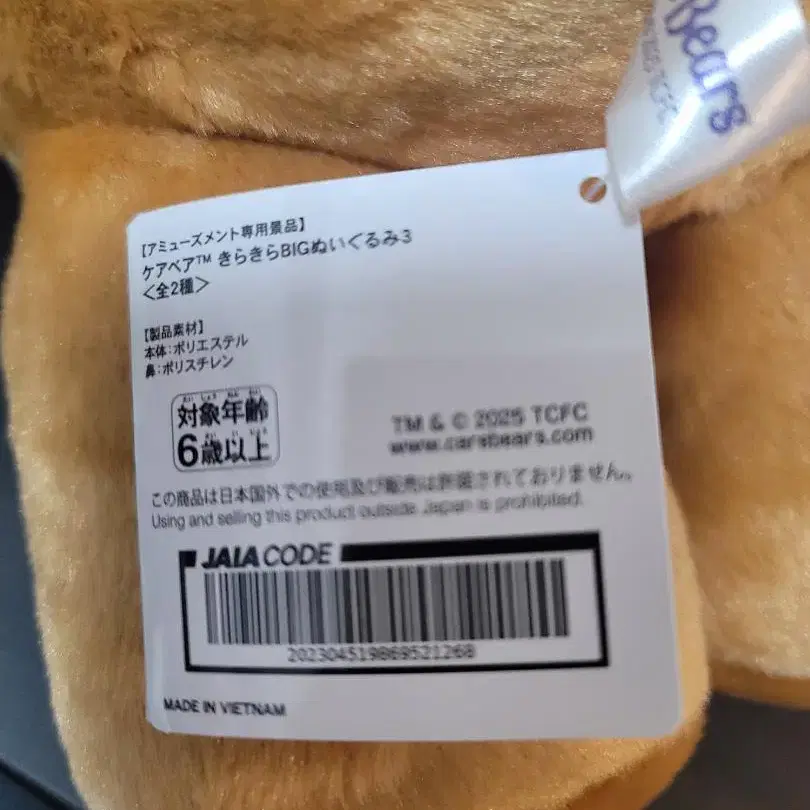 Bears
【アミューズメント専用景品】
ケアベア™ きらきらBIGぬいぐるみ3
<全2種>
【製品素材】
本体：ポリエステル
鼻：ポリスチレン
対象年齢
6歳以上
TM & © 2025 TCFC
www.carebears.com
この商品は日本国外での使用及び販売は許諾されておりません。
Using and selling this product outside Japan is prohibited.
JAIA CODE
202304519869521268
MADE IN VIETNAM